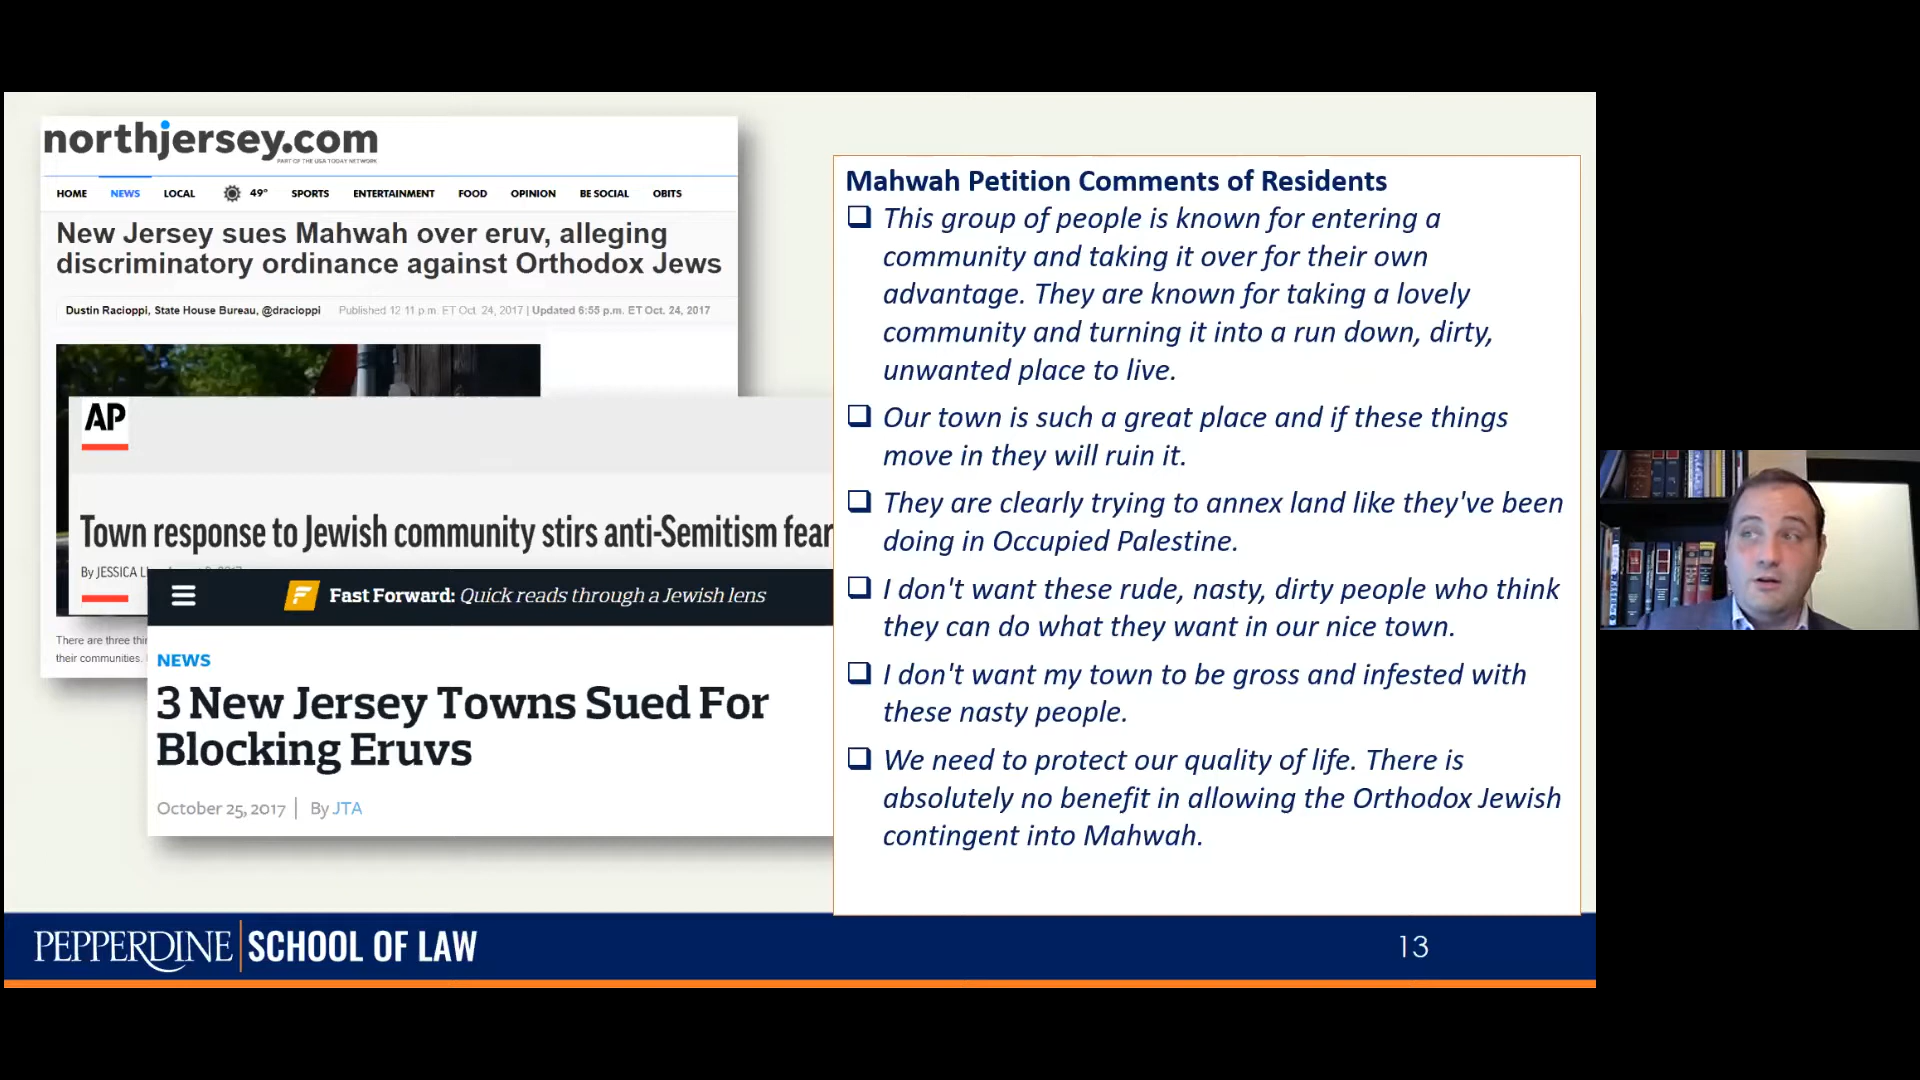 northjersey.com
PART OF THE USA TODAY NETWORK
HOME NEWS LOCAL 49° SPORTS ENTERTAINMENT FOOD OPINION BE SOCIAL OBITS
New Jersey sues Mahwah over eruv, alleging
discriminatory ordinance against Orthodox Jews
Dustin Racioppi, State House Bureau, @dracioppi Published 12:11 p.m. ET Oct. 24, 2017 | Updated 6:55 p.m. ET Oct. 24, 2017
AP
Town response to Jewish community stirs anti-Semitism fear
By JESSICA
There are three
their communities.
Fast Forward: Quick reads through a Jewish lens
NEWS
3 New Jersey Towns Sued For
Blocking Eruvs
October 25, 2017 | By JTA
Mahwah Petition Comments of Residents
This group of people is known for entering a
community and taking it over for their own
advantage. They are known for taking a lovely
community and turning it into a run down, dirty,
unwanted place to live.
Our town is such a great place and if these things
move in they will ruin it.
They are clearly trying to annex land like they've been
doing in Occupied Palestine.
I don't want these rude, nasty, dirty people who think
they can do what they want in our nice town.
I don't want my town to be gross and infested with
these nasty people.
We need to protect our quality of life. There is
absolutely no benefit in allowing the Orthodox Jewish
contingent into Mahwah.
PEPPERDINE | SCHOOL OF LAW
13